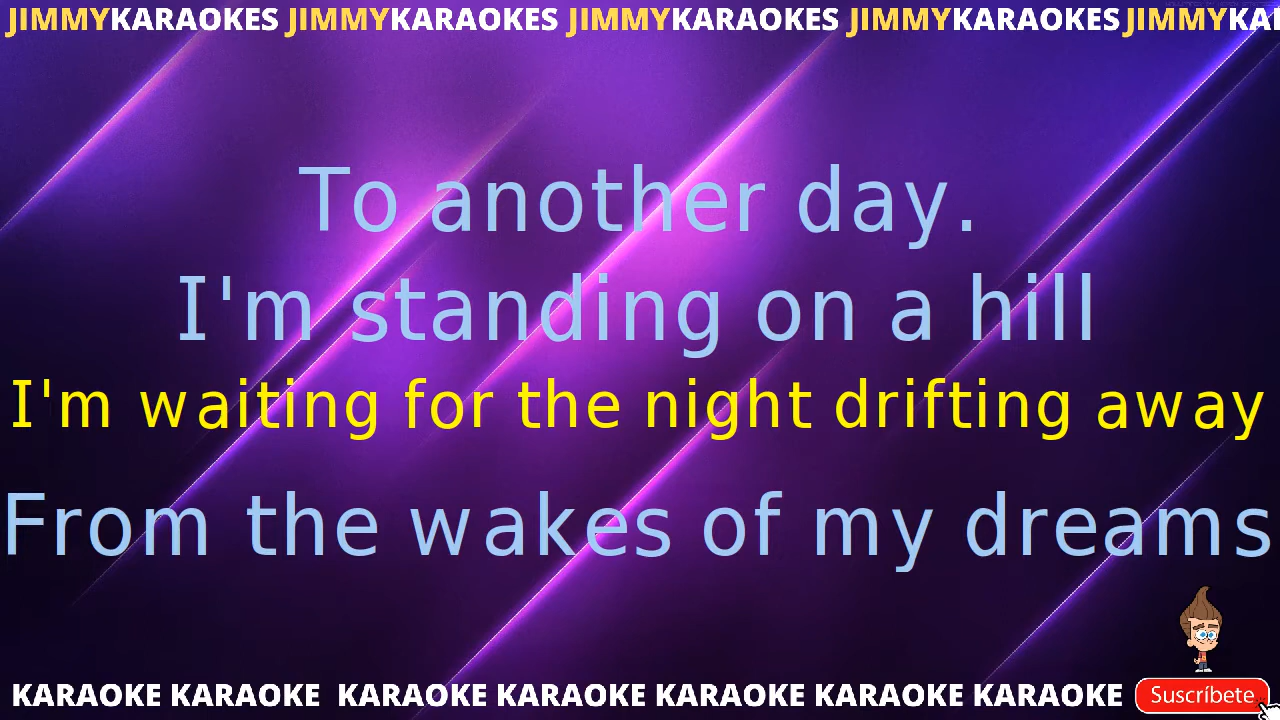 JIMMYKARAOKES JIMMYKARAOKES JIMMYKARAOKES JIMMYKARAOKES JIMMYKA
To another day.
I'm standing on a hill
I'm waiting for the night drifting away
From the wakes of my dreams
KARAOKE KARAOKE KARAOKE KARAOKE KARAOKE KARAOKE KARAOKE
Suscríbete